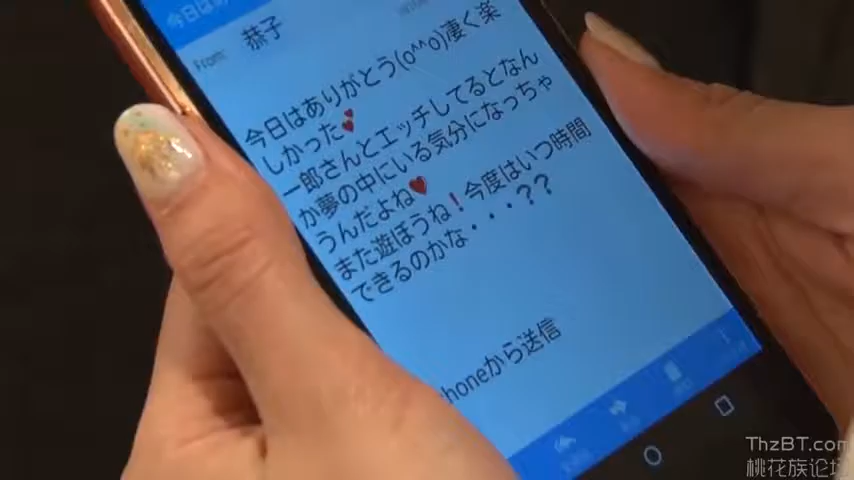 今日はあ
From: 恭子
今日はありがとう(o^^o)凄く楽
しかった💕
一郎さんとエッチしてるとなん
か夢の中にいる気分になっちゃ
うんだよね❤
また遊ぼうね❗今度はいつ時間
できるのかな・・・??
honeから送信
ThzBT.com
桃花族论坛